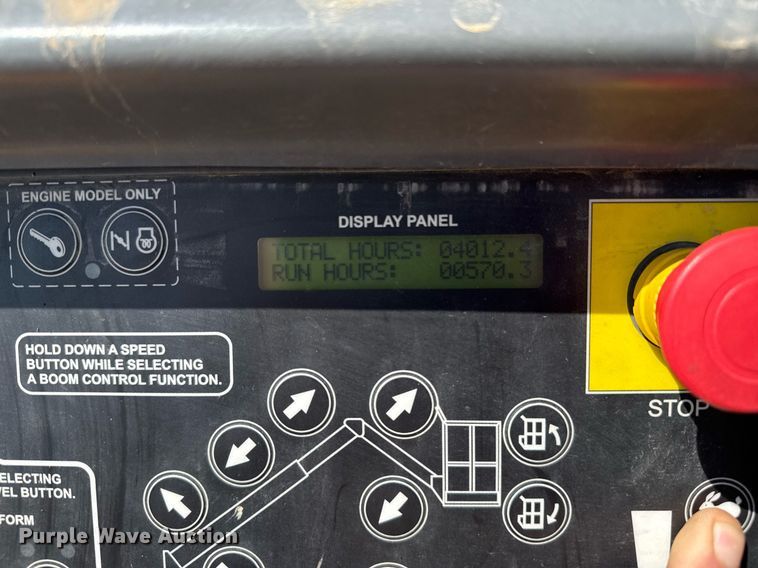 ENGINE MODEL ONLY
DISPLAY PANEL
TOTAL HOURS: 04012.4
RUN HOURS: 00570.3
HOLD DOWN A SPEED
BUTTON WHILE SELECTING
A BOOM CONTROL FUNCTION.
STOP
ELECTING
VEL BUTTON.
FORM
Purple Wave Auction